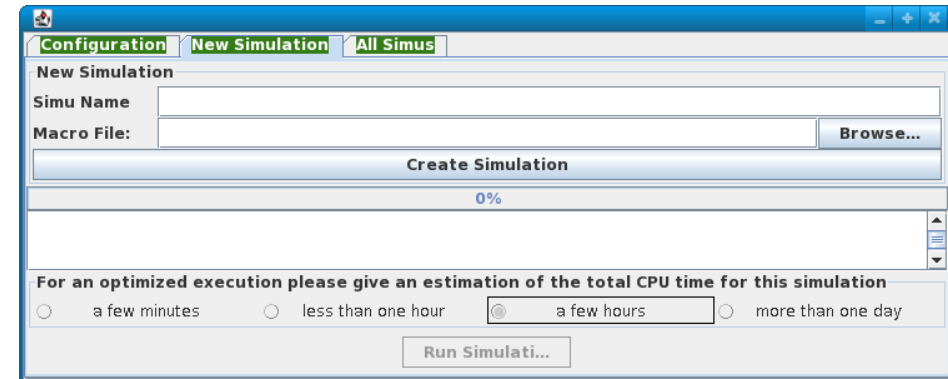 Configuration New Simulation All Simus
New Simulation
Simu Name
Macro File: Browse...
Create Simulation
0%
For an optimized execution please give an estimation of the total CPU time for this simulation
a few minutes less than one hour a few hours more than one day
Run Simulati...